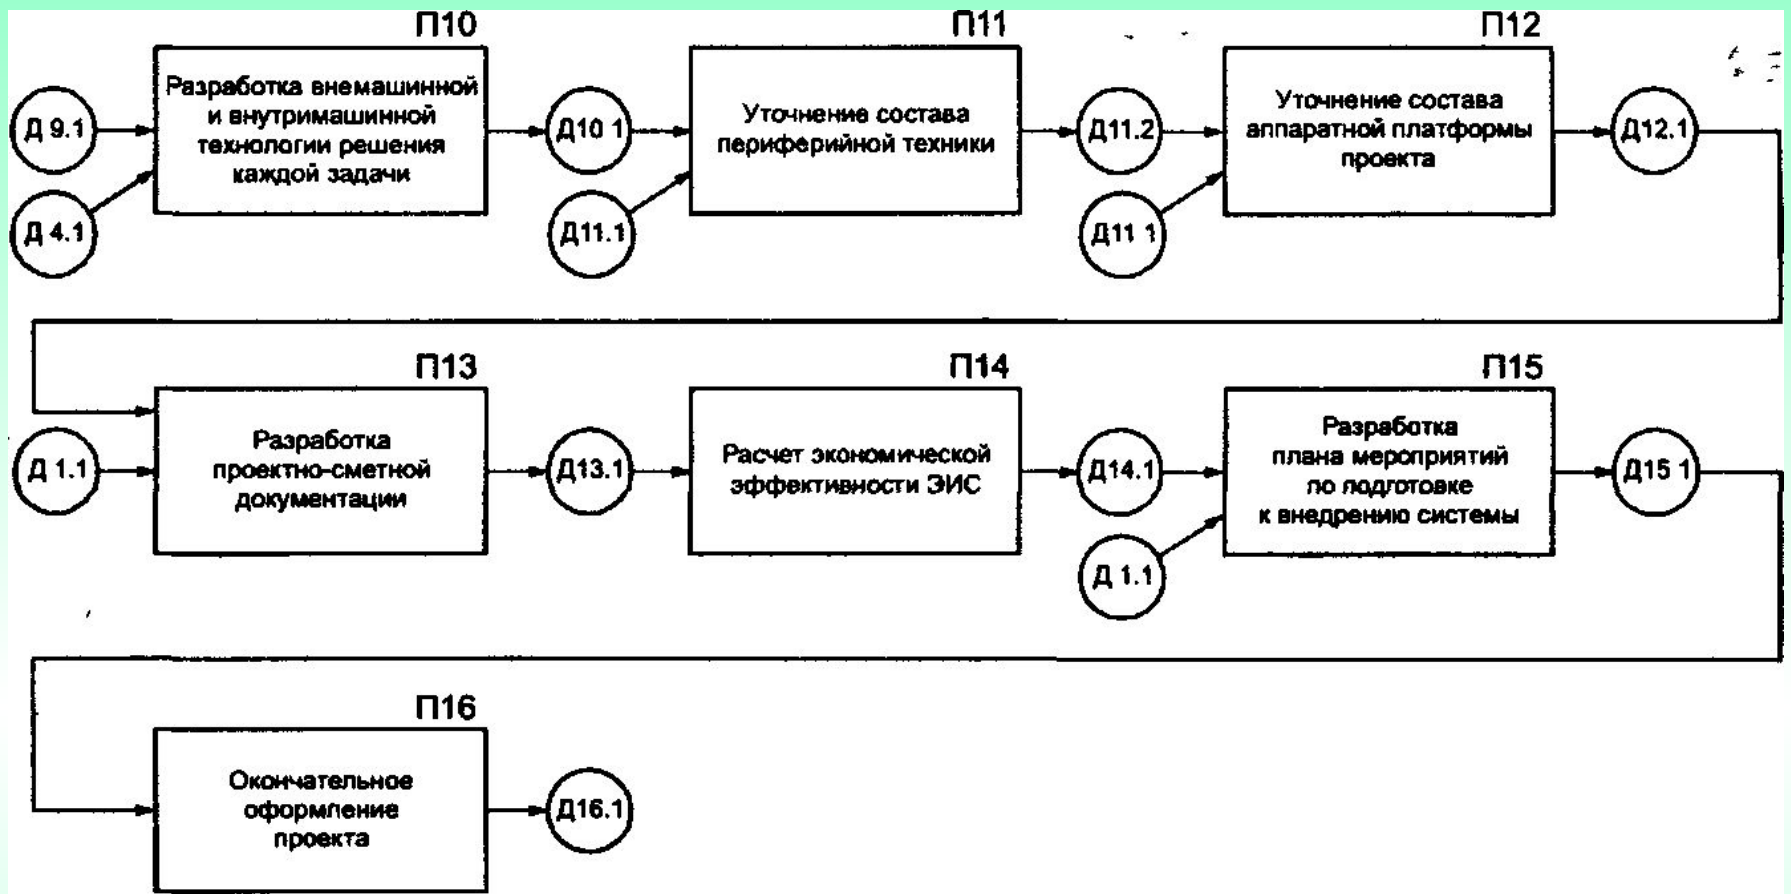 П10
П11
П12
Д 9.1
Д 4.1
Разработка внемашинной
и внутримашинной
технологии решения
каждой задачи
Д10 1
Д11.1
Уточнение состава
периферийной техники
Д11.2
Д11 1
Уточнение состава
аппаратной платформы
проекта
Д12.1
П13
П14
П15
Д 1.1
Разработка
проектно-сметной
документации
Д13.1
Расчет экономической
эффективности ЭИС
Д14.1
Д 1.1
Разработка
плана мероприятий
по подготовке
к внедрению системы
Д15 1
П16
Окончательное
оформление
проекта
Д16.1